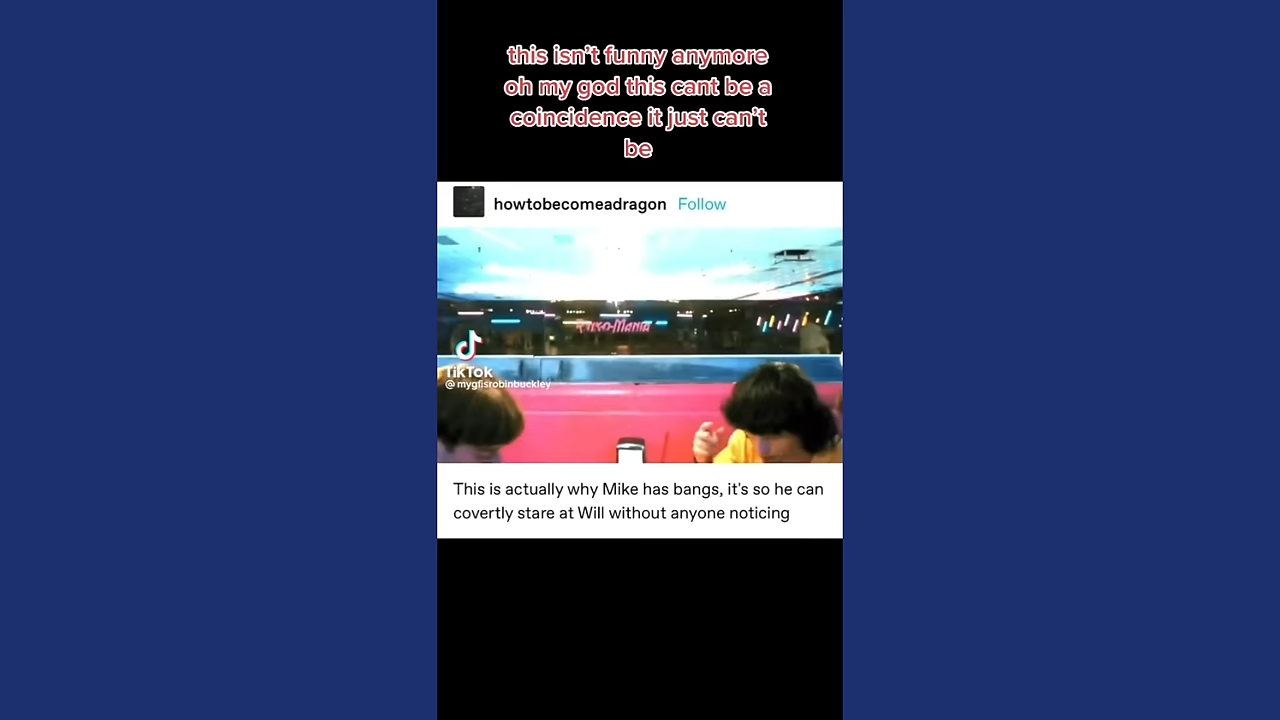 this isn’t funny anymore
oh my god this cant be a
coincidence it just can’t
be
howtobecomeadragon Follow
TikTok
@mygfisrobinbuckley
This is actually why Mike has bangs, it's so he can
covertly stare at Will without anyone noticing